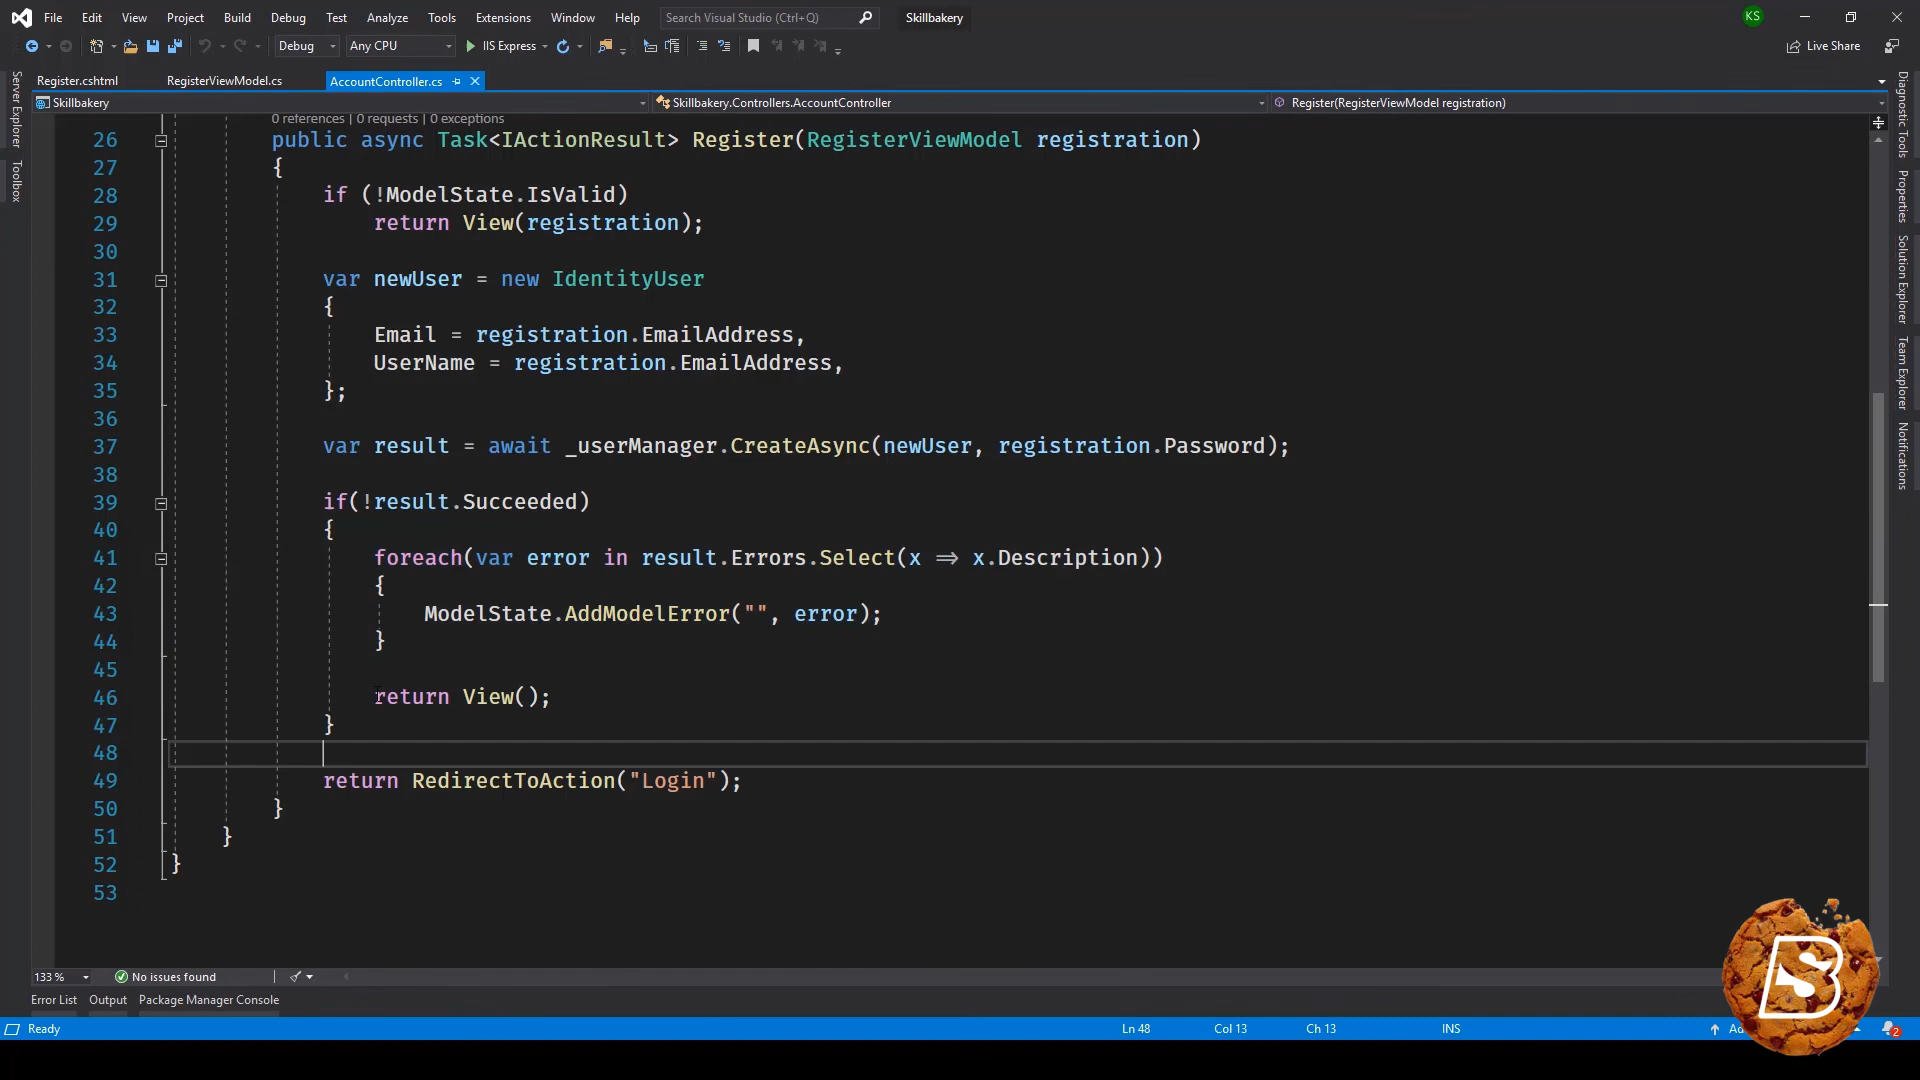 File Edit View Project Build Debug Test Analyze Tools Extensions Window Help Search Visual Studio (Ctrl+Q) Skillbakery KS
Debug Any CPU IIS Express Live Share
Register.cshtml RegisterViewModel.cs AccountController.cs
Skillbakery Skillbakery.Controllers.AccountController Register(RegisterViewModel registration)
0 references | 0 requests | 0 exceptions
26 public async Task<IActionResult> Register(RegisterViewModel registration)
27 {
28 if (!ModelState.IsValid)
29 return View(registration);
30
31 var newUser = new IdentityUser
32 {
33 Email = registration.EmailAddress,
34 UserName = registration.EmailAddress,
35 };
36
37 var result = await _userManager.CreateAsync(newUser, registration.Password);
38
39 if(!result.Succeeded)
40 {
41 foreach(var error in result.Errors.Select(x => x.Description))
42 {
43 ModelState.AddModelError("", error);
44 }
45
46 return View();
47 }
48
49 return RedirectToAction("Login");
50 }
51 }
52 }
53
Server Explorer
Toolbox
Diagnostic Tools
Properties
Solution Explorer
Team Explorer
Notifications
133 % No issues found
Error List Output Package Manager Console
Ready Ln 48 Col 13 Ch 13 INS 2